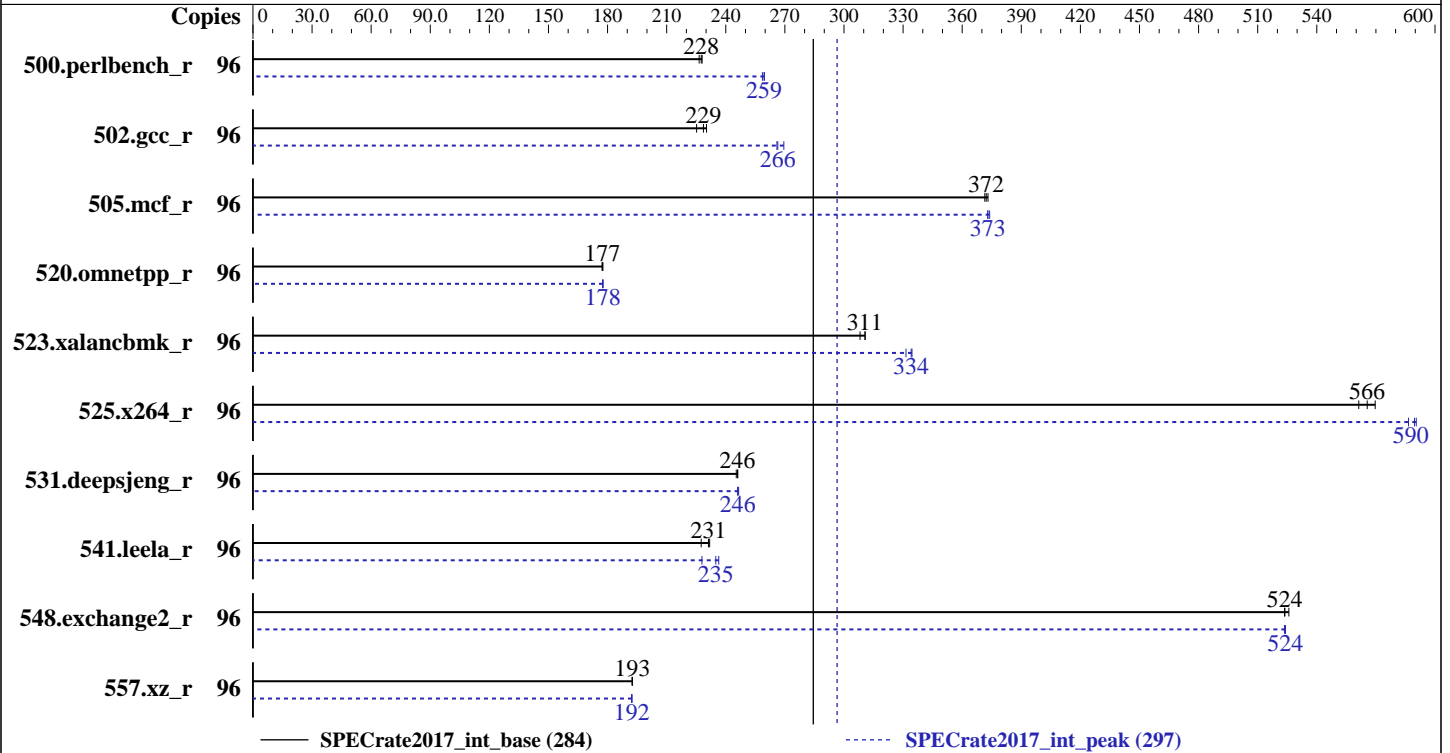 Copies 0 30.0 60.0 90.0 120 150 180 210 240 270 300 330 360 390 420 450 480 510 540 600
500.perlbench_r 96 228
259
502.gcc_r 96 229
266
505.mcf_r 96 372
373
520.omnetpp_r 96 177
178
523.xalancbmk_r 96 311
334
525.x264_r 96 566
590
531.deepsjeng_r 96 246
246
541.leela_r 96 231
235
548.exchange2_r 96 524
524
557.xz_r 96 193
192
SPECrate2017_int_base (284) SPECrate2017_int_peak (297)